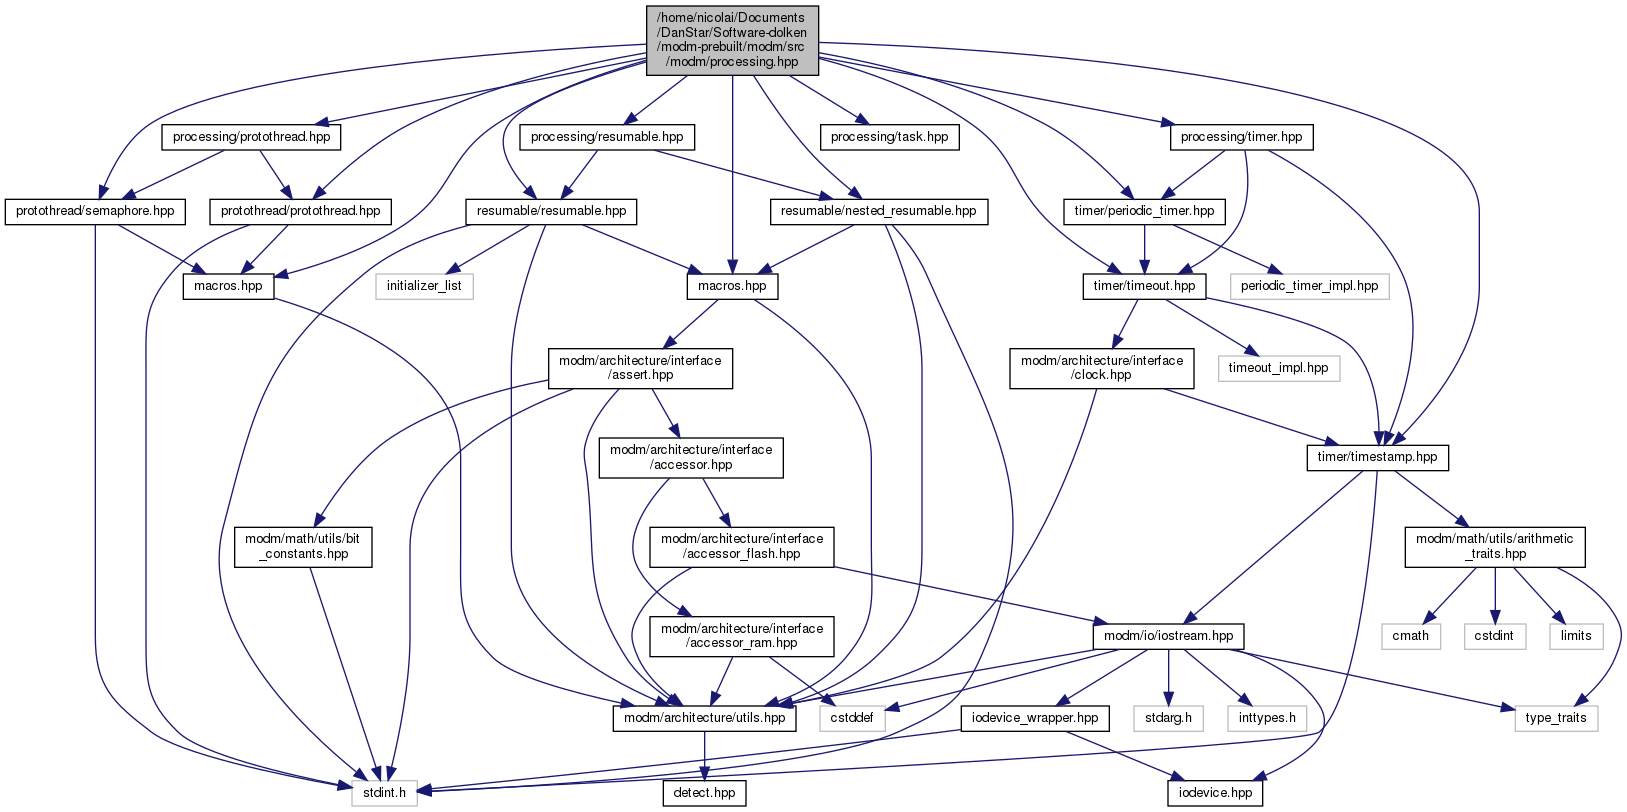 /home/nicolai/Documents
/DanStar/Software-dolken
/modm-prebuilt/modm/src
/modm/processing.hpp
processing/protothread.hpp
processing/resumable.hpp
processing/task.hpp
processing/timer.hpp
protothread/semaphore.hpp
protothread/protothread.hpp
resumable/resumable.hpp
resumable/nested_resumable.hpp
timer/periodic_timer.hpp
macros.hpp
initializer_list
macros.hpp
timer/timeout.hpp
periodic_timer_impl.hpp
modm/architecture/interface
/assert.hpp
modm/architecture/interface
/clock.hpp
timeout_impl.hpp
modm/architecture/interface
/accessor.hpp
timer/timestamp.hpp
modm/math/utils/bit
_constants.hpp
modm/architecture/interface
/accessor_flash.hpp
modm/math/utils/arithmetic
_traits.hpp
modm/architecture/interface
/accessor_ram.hpp
modm/io/iostream.hpp
cmath
cstdint
limits
modm/architecture/utils.hpp
cstddef
iodevice_wrapper.hpp
stdarg.h
inttypes.h
type_traits
stdint.h
detect.hpp
iodevice.hpp